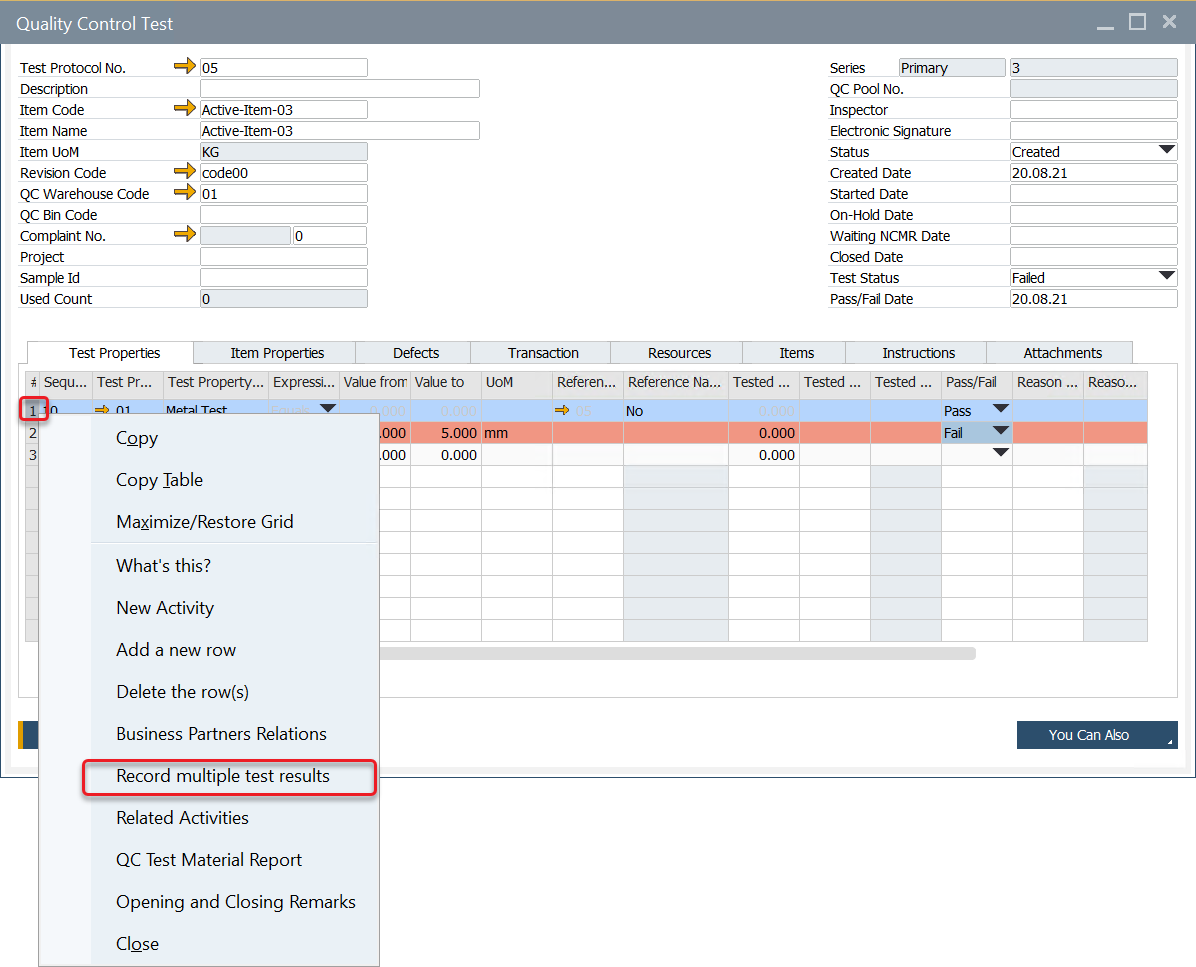 Quality Control Test
Test Protocol No. 05 Series Primary 3
Description QC Pool No.
Item Code Active-Item-03 Inspector
Item Name Active-Item-03 Electronic Signature
Item UoM KG Status Created
Revision Code code00 Created Date 20.08.21
QC Warehouse Code 01 Started Date
QC Bin Code On-Hold Date
Complaint No. 0 Waiting NCMR Date
Project Closed Date
Sample Id Test Status Failed
Used Count 0 Pass/Fail Date 20.08.21
Test Properties Item Properties Defects Transaction Resources Items Instructions Attachments
# Sequ... Test Pr... Test Property... Expressi... Value from Value to UoM Referen... Reference Na... Tested ... Tested ... Tested ... Pass/Fail Reason ... Reaso...
1 10 01 Metal Test Equals 0.000 0.000 05 No 0.000 Pass
2 .000 5.000 mm 0.000 Fail
3 .000 0.000 0.000
Copy
Copy Table
Maximize/Restore Grid
What's this?
New Activity
Add a new row
Delete the row(s)
Business Partners Relations
You Can Also
Record multiple test results
Related Activities
QC Test Material Report
Opening and Closing Remarks
Close